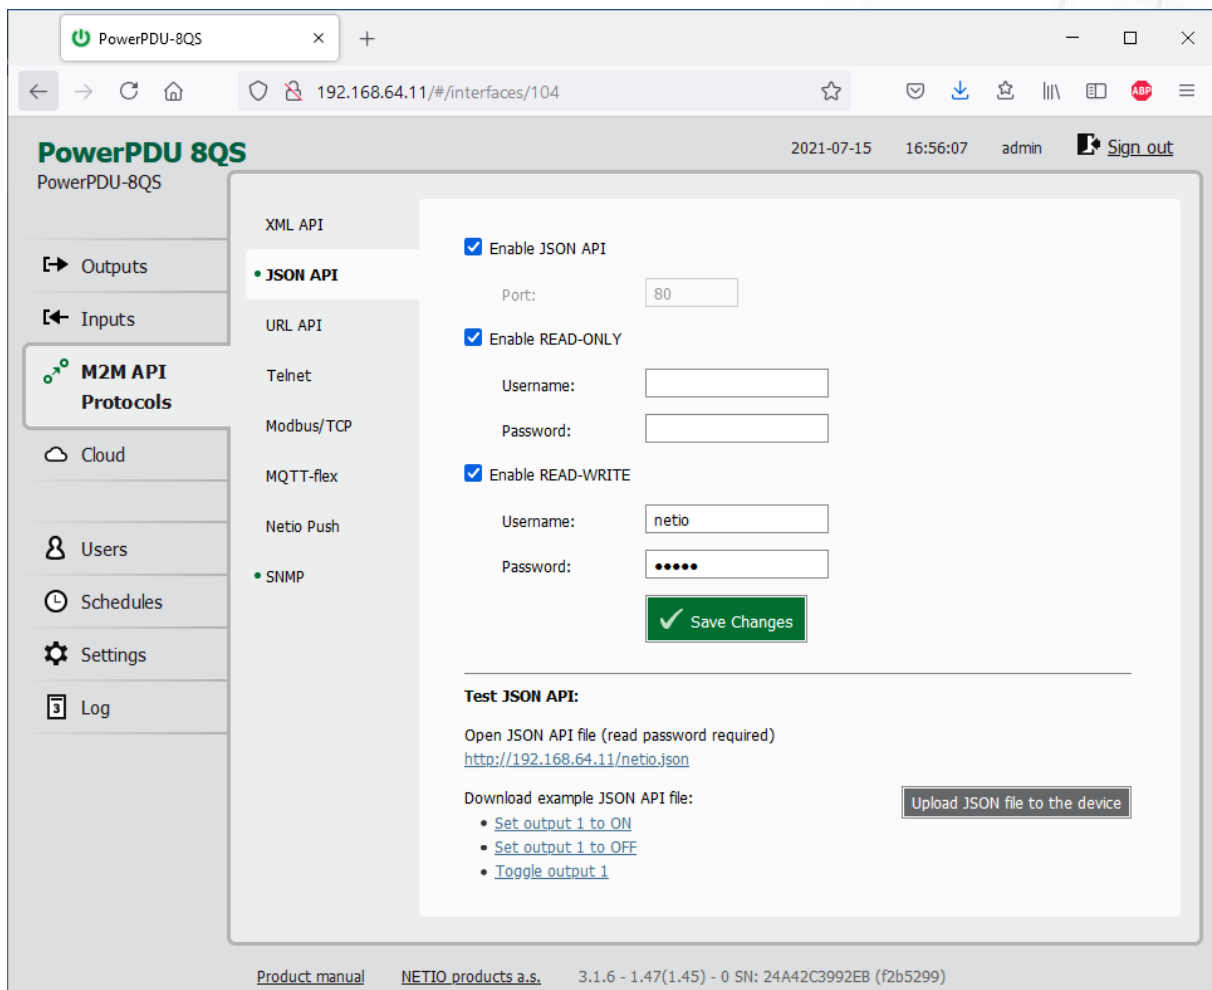 PowerPDU-8QS
192.168.64.11/#/interfaces/104
ABP
PowerPDU 8QS
PowerPDU-8QS
2021-07-15 16:56:07 admin Sign out
Outputs
Inputs
M2M API
Protocols
Cloud
Users
Schedules
Settings
3 Log
XML API
JSON API
URL API
Telnet
Modbus/TCP
MQTT-flex
Netio Push
SNMP
Enable JSON API
Port: 80
Enable READ-ONLY
Username:
Password:
Enable READ-WRITE
Username: netio
Password: •••••
Save Changes
Test JSON API:
Open JSON API file (read password required)
http://192.168.64.11/netio.json
Download example JSON API file:
Upload JSON file to the device
• Set output 1 to ON
• Set output 1 to OFF
• Toggle output 1
Product manual NETIO products a.s. 3.1.6 - 1.47(1.45) - 0 SN: 24A42C3992EB (f2b5299)